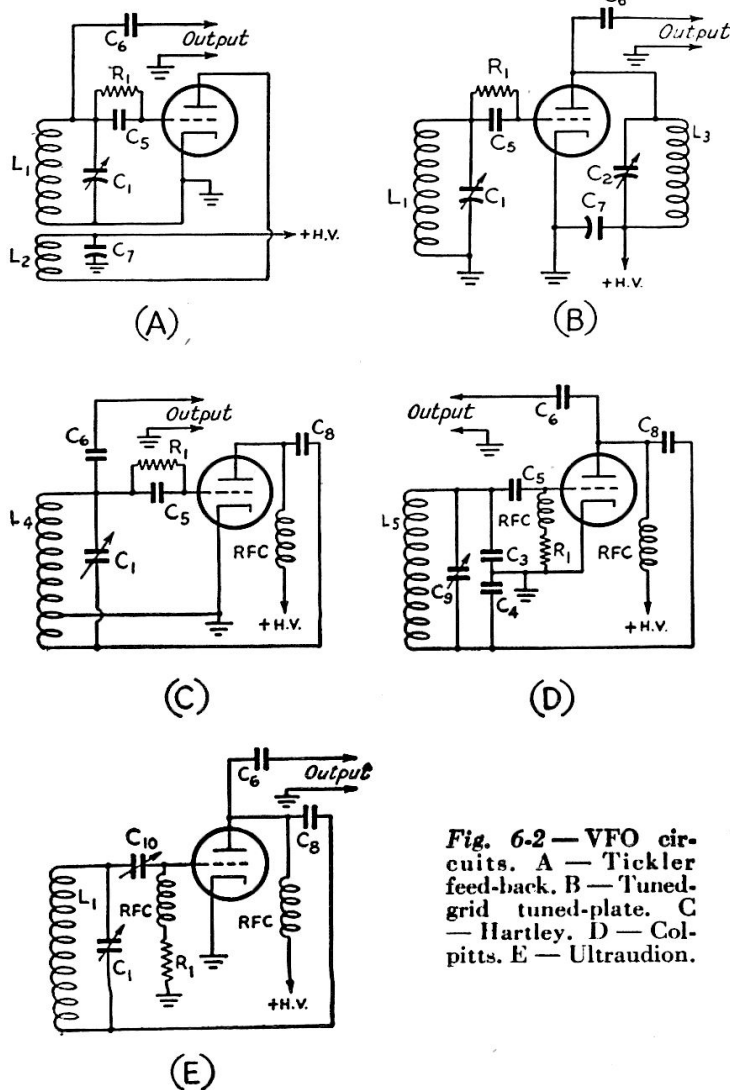 C6
Output
R1
C5
L1
C1
+H.V.
L2
C7
(A)
C6
Output
R1
C5
L1
C1
C2
L3
C7
+H.V.
(B)
Output
C6
R1
C8
C5
L4
C1
RFC
+H.V.
(C)
Output
C6
C8
C5
L5
RFC
C3
R1
RFC
C9
C4
+H.V.
(D)
C6
Output
C8
C10
L1
RFC
RFC
C1
R1
+H.V.
(E)
Fig. 6-2 — VFO cir-
cuits. A — Tickler
feed-back. B — Tuned-
grid tuned-plate. C
— Hartley. D — Col-
pitts. E — Ultraudion.